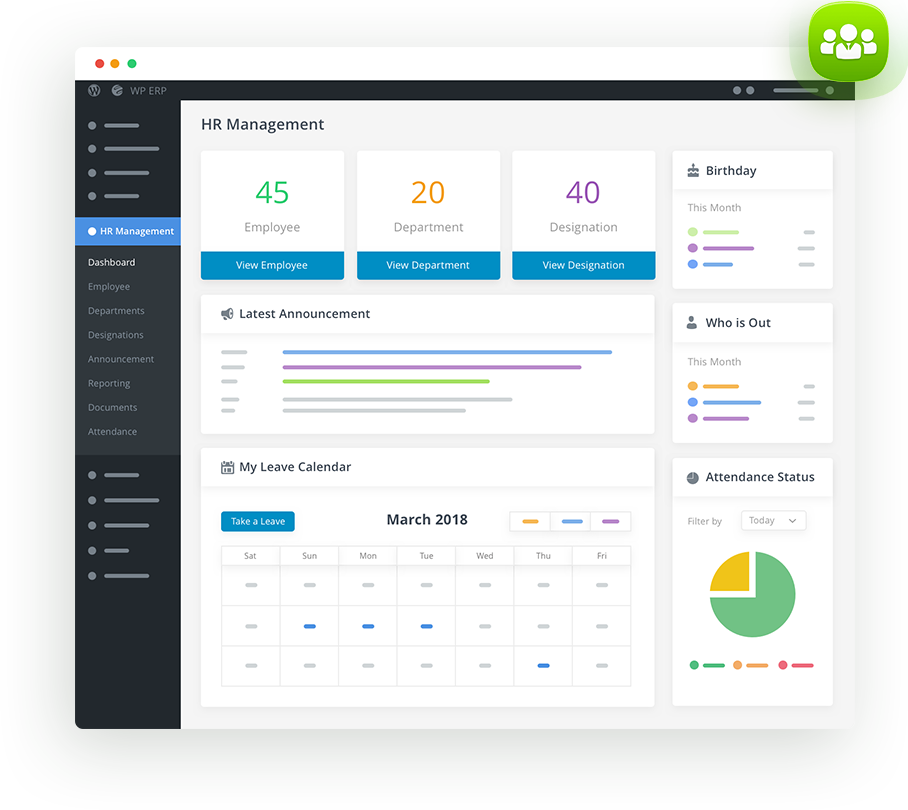 WP ERP
HR Management
Dashboard
Employee
Departments
Designations
Announcement
Reporting
Documents
Attendance
HR Management
45
Employee
View Employee
20
Department
View Department
40
Designation
View Designation
Latest Announcement
My Leave Calendar
Take a Leave
March 2018
Sat Sun Mon Tue Wed Thu Fri
Birthday
This Month
Who is Out
This Month
Attendance Status
Filter by Today